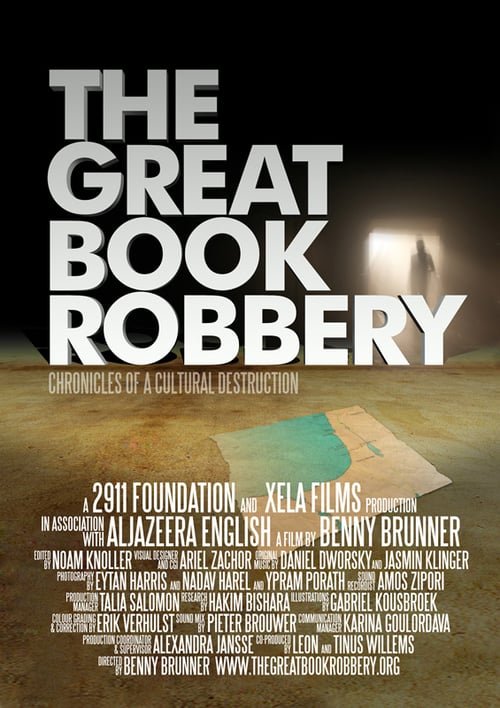 THE
GREAT
BOOK
ROBBERY
CHRONICLES OF A CULTURAL DESTRUCTION
A 2911 FOUNDATION AND XELA FILMS PRODUCTION
IN ASSOCIATION WITH ALJAZEERA ENGLISH A FILM BY BENNY BRUNNER
EDITED BY NOAM KNOLLER VISUAL DESIGNER AND CGI ARIEL ZACHOR ORIGINAL MUSIC BY DANIEL DWORSKY AND JASMIN KLINGER
PHOTOGRAPHY BY EYTAN HARRIS AND NADAV HAREL AND YPRAM PORATH SOUND RECORDIST AMOS ZIPORI
PRODUCTION MANAGER TALIA SALOMON RESEARCH BY HAKIM BISHARA ILLUSTRATIONS BY GABRIEL KOUSBROEK
COLOUR GRADING & CORRECTION BY ERIK VERHULST SOUND MIX BY PIETER BROUWER COMMUNICATION MANAGER KARINA GOULORDAVA
PRODUCTION COORDINATOR & SUPERVISOR ALEXANDRA JANSSE CO-PRODUCED BY LEON AND TINUS WILLEMS
DIRECTED BY BENNY BRUNNER WWW.THEGREATBOOKROBBERY.ORG